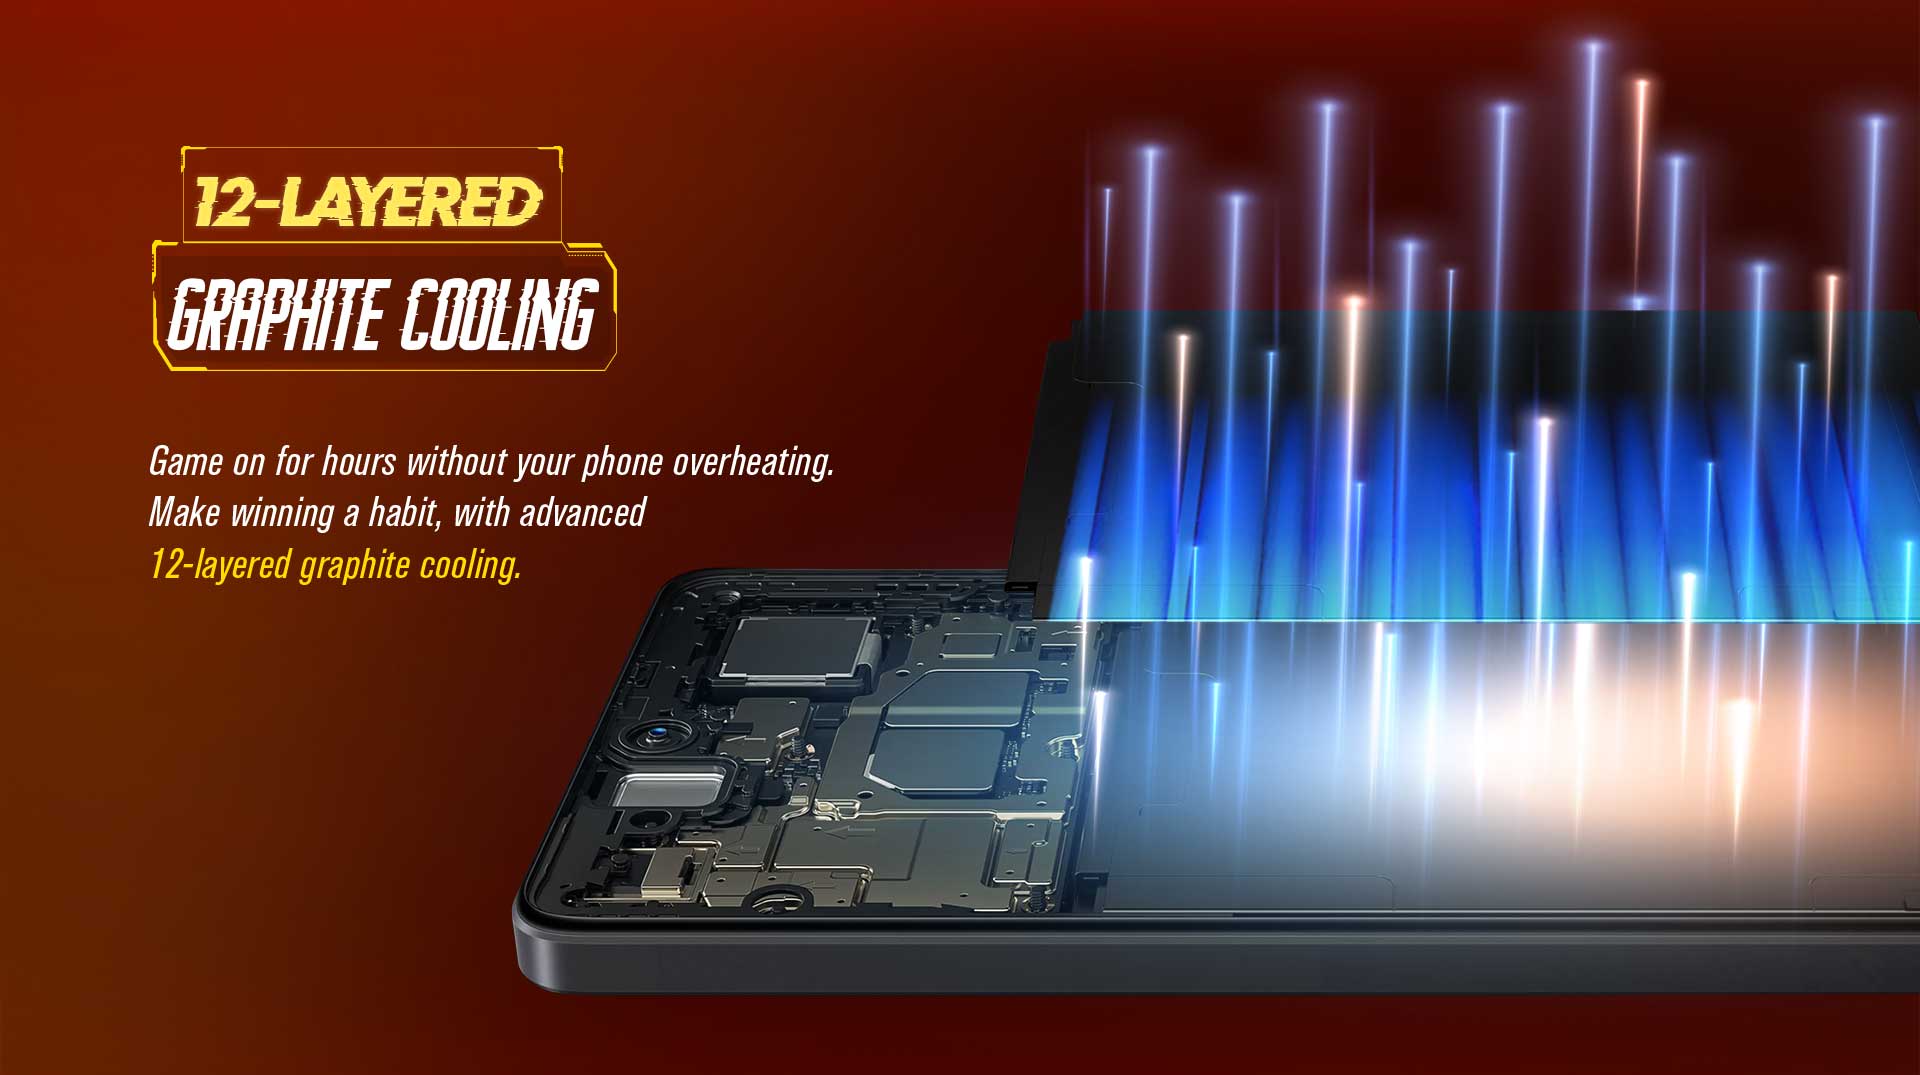 12-LAYERED
GRAPHITE COOLING
Game on for hours without your phone overheating.
Make winning a habit, with advanced
12-layered graphite cooling.